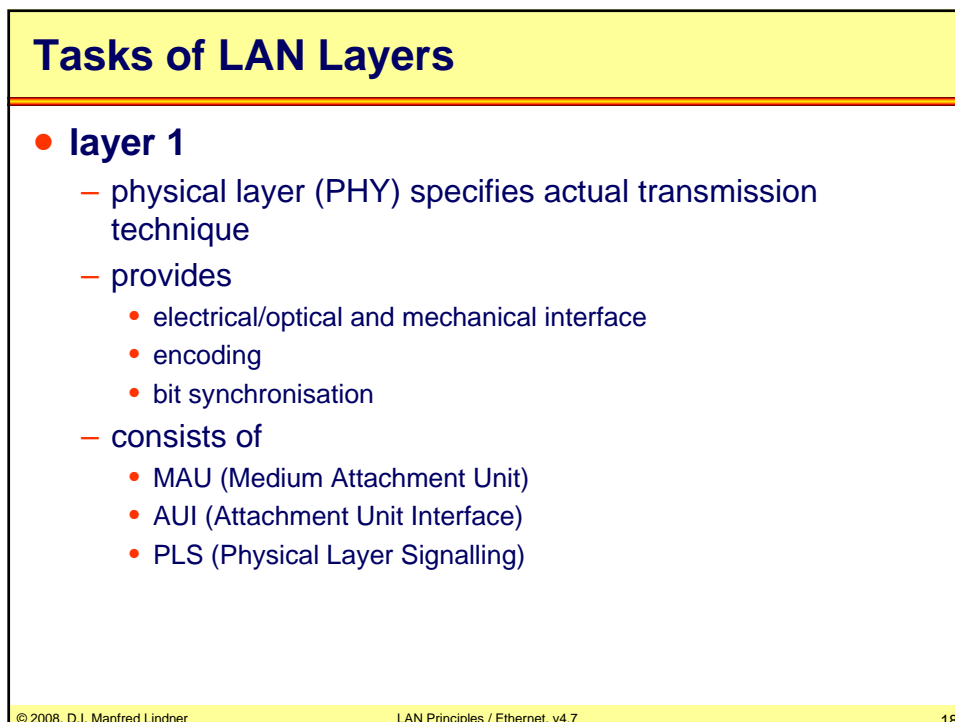 Tasks of LAN Layers
• layer 1
– physical layer (PHY) specifies actual transmission
technique
– provides
• electrical/optical and mechanical interface
• encoding
• bit synchronisation
– consists of
• MAU (Medium Attachment Unit)
• AUI (Attachment Unit Interface)
• PLS (Physical Layer Signalling)
© 2008, D.I. Manfred Lindner LAN Principles / Ethernet, v4.7 18